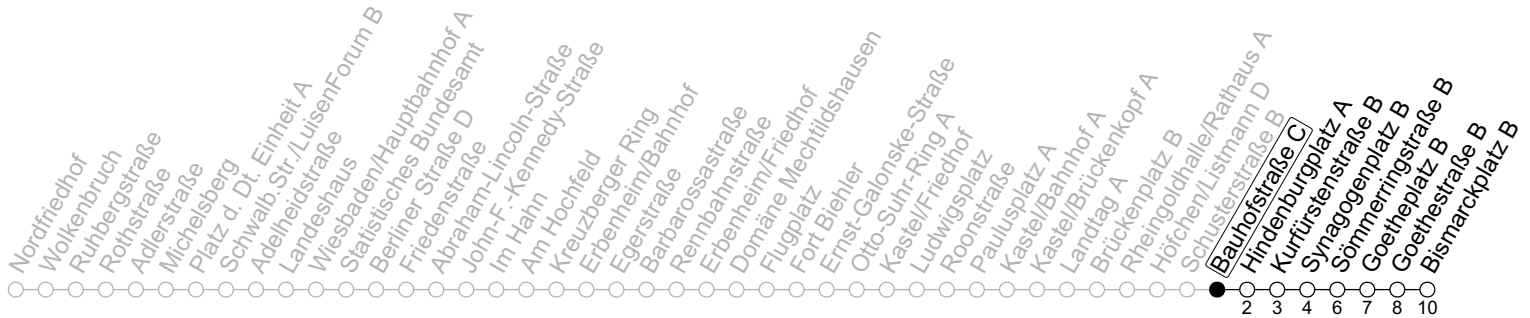 Nordfriedhof
Wolkenbruch
Ruhbergstraße
Rothstraße
Adlerstraße
Michelsberg
Platz d. Dt. Einheit A
Schwalb.Str./LuisenForum B
Adelheidstraße
Landeshaus
Wiesbaden/Hauptbahnhof A
Statistisches Bundesamt
Berliner Straße D
Friedenstraße
Abraham-Lincoln-Straße
John-F.-Kennedy-Straße
Im Hahn
Am Hochfeld
Kreuzberger Ring
Erbenheim/Bahnhof
Egerstraße
Barbarossastraße
Rennbahnstraße
Erbenheim/Friedhof
Domäne Mechtildshausen
Flugplatz
Fort Biehler
Ernst-Galonske-Straße
Otto-Suhr-Ring A
Kastel/Friedhof
Ludwigsplatz
Roonstraße
Paulusplatz A
Kastel/Bahnhof A
Kastel/Brückenkopf A
Landtag A
Brückenplatz B
Rheingoldhalle/Rathaus A
Höfchen/Listmann D
Schusterstraße B
Bauhofstraße C
Hindenburgplatz A
Kurfürstenstraße B
Synagogenplatz B
Sömmerringstraße B
Goetheplatz B
Goethestraße B
Bismarckplatz B
2 3 4 6 7 8 10